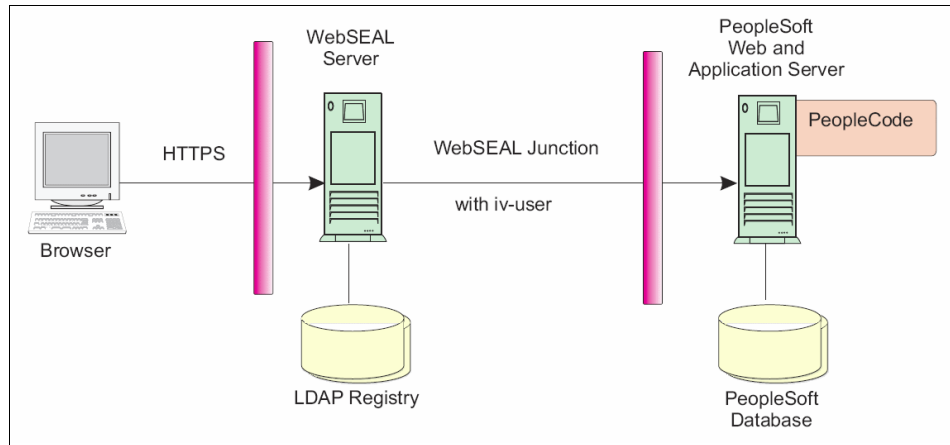 WebSEAL
Server
PeopleSoft
Web and
Application Server
PeopleCode
HTTPS
WebSEAL Junction
with iv-user
Browser
LDAP Registry
PeopleSoft
Database